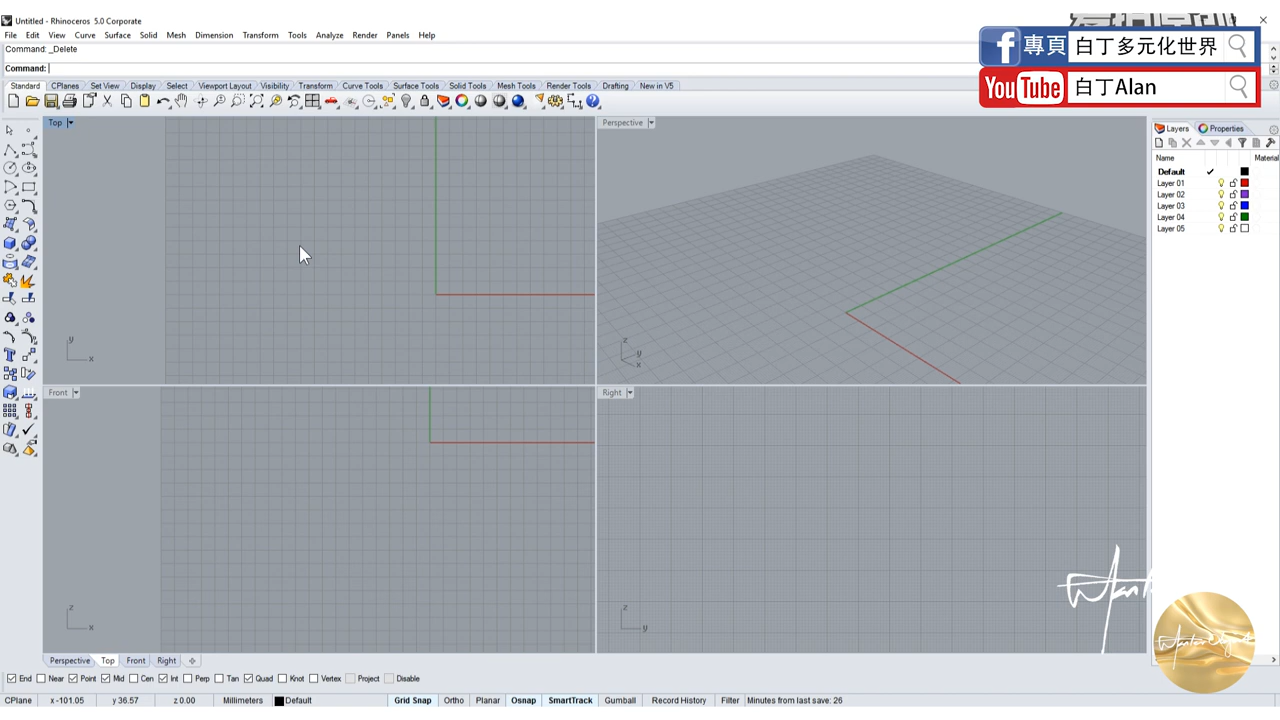 Untitled - Rhinoceros 5.0 Corporate
File Edit View Curve Surface Solid Mesh Dimension Transform Tools Analyze Render Panels Help
Command: _Delete
Command:
專頁 白丁多元化世界
YouTube 白丁Alan
Standard CPlanes Set View Display Select Viewport Layout Visibility Transform Curve Tools Surface Tools Solid Tools Mesh Tools Render Tools Drafting New in V5
Top
Perspective
Layers Properties
Name Material
Default
Layer 01
Layer 02
Layer 03
Layer 04
Layer 05
y
x
z
y
x
Front
Right
z
x
z
y
Perspective Top Front Right
End Near Point Mid Cen Int Perp Tan Quad Knot Vertex Project Disable
CPlane x -101.05 y 36.57 z 0.00 Millimeters Default Grid Snap Ortho Planar Osnap SmartTrack Gumball Record History Filter Minutes from last save: 26